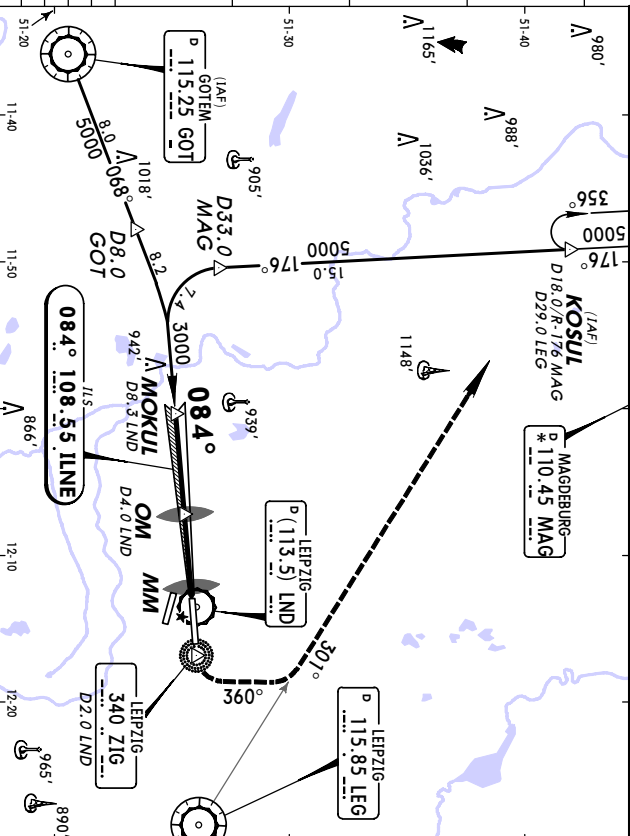 51-20
51-30
51-40
11-40
11-50
12-10
12-20
1165'
980'
988'
1036'
905'
1018'
(IAF)
GOTEM
D 115.25 GOT
8.0
5000
068°
D8.0
GOT
8.2
D33.0
MAG
176°
5000
15.0
7.4
3000
356°
5000
176°
(IAF)
KOSUL
D18.0/R-176 MAG
D29.0 LEG
MAGDEBURG
D *110.45 MAG
1148'
939'
942'
866'
084°
MOKUL
D8.3 LND
ILS
084° 108.55 ILNE
OM
D4.0 LND
MM
LEIPZIG
D (113.5) LND
301°
360°
LEIPZIG
340 ZIG
D2.0 LND
LEIPZIG
D 115.85 LEG
965'
890'